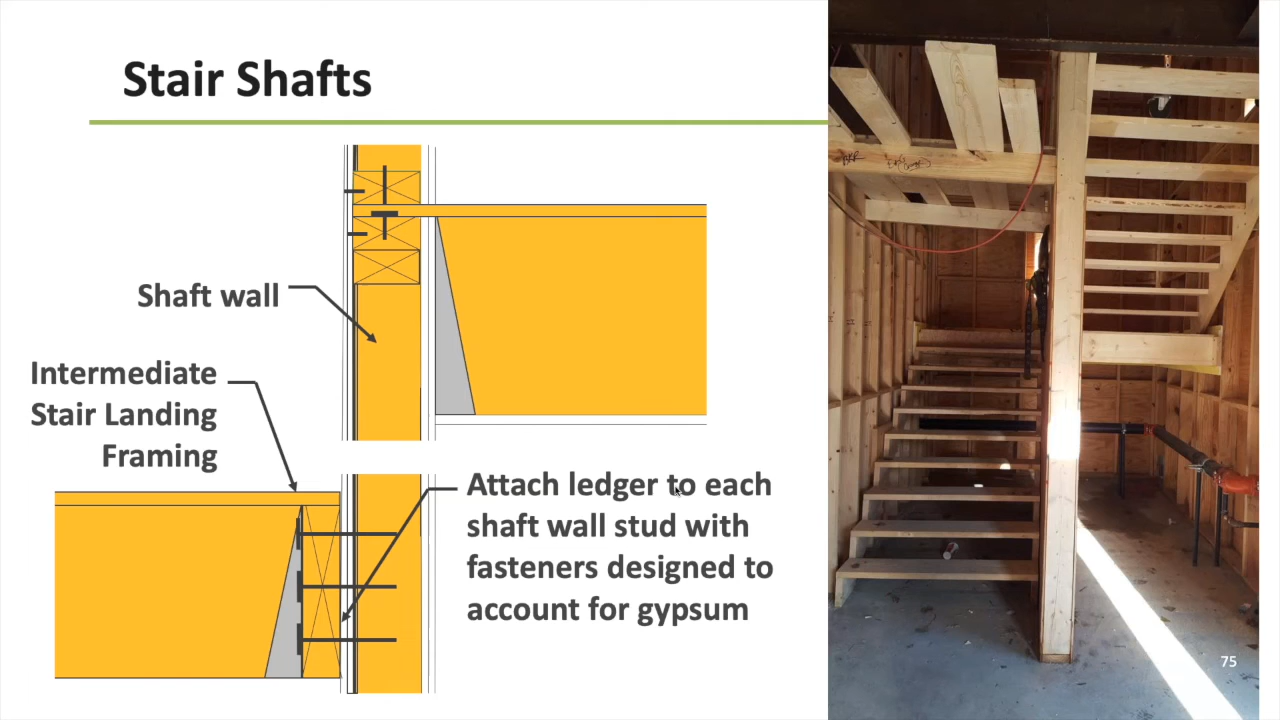 Stair Shafts
Shaft wall
Intermediate
Stair Landing
Framing
Attach ledger to each
shaft wall stud with
fasteners designed to
account for gypsum
75